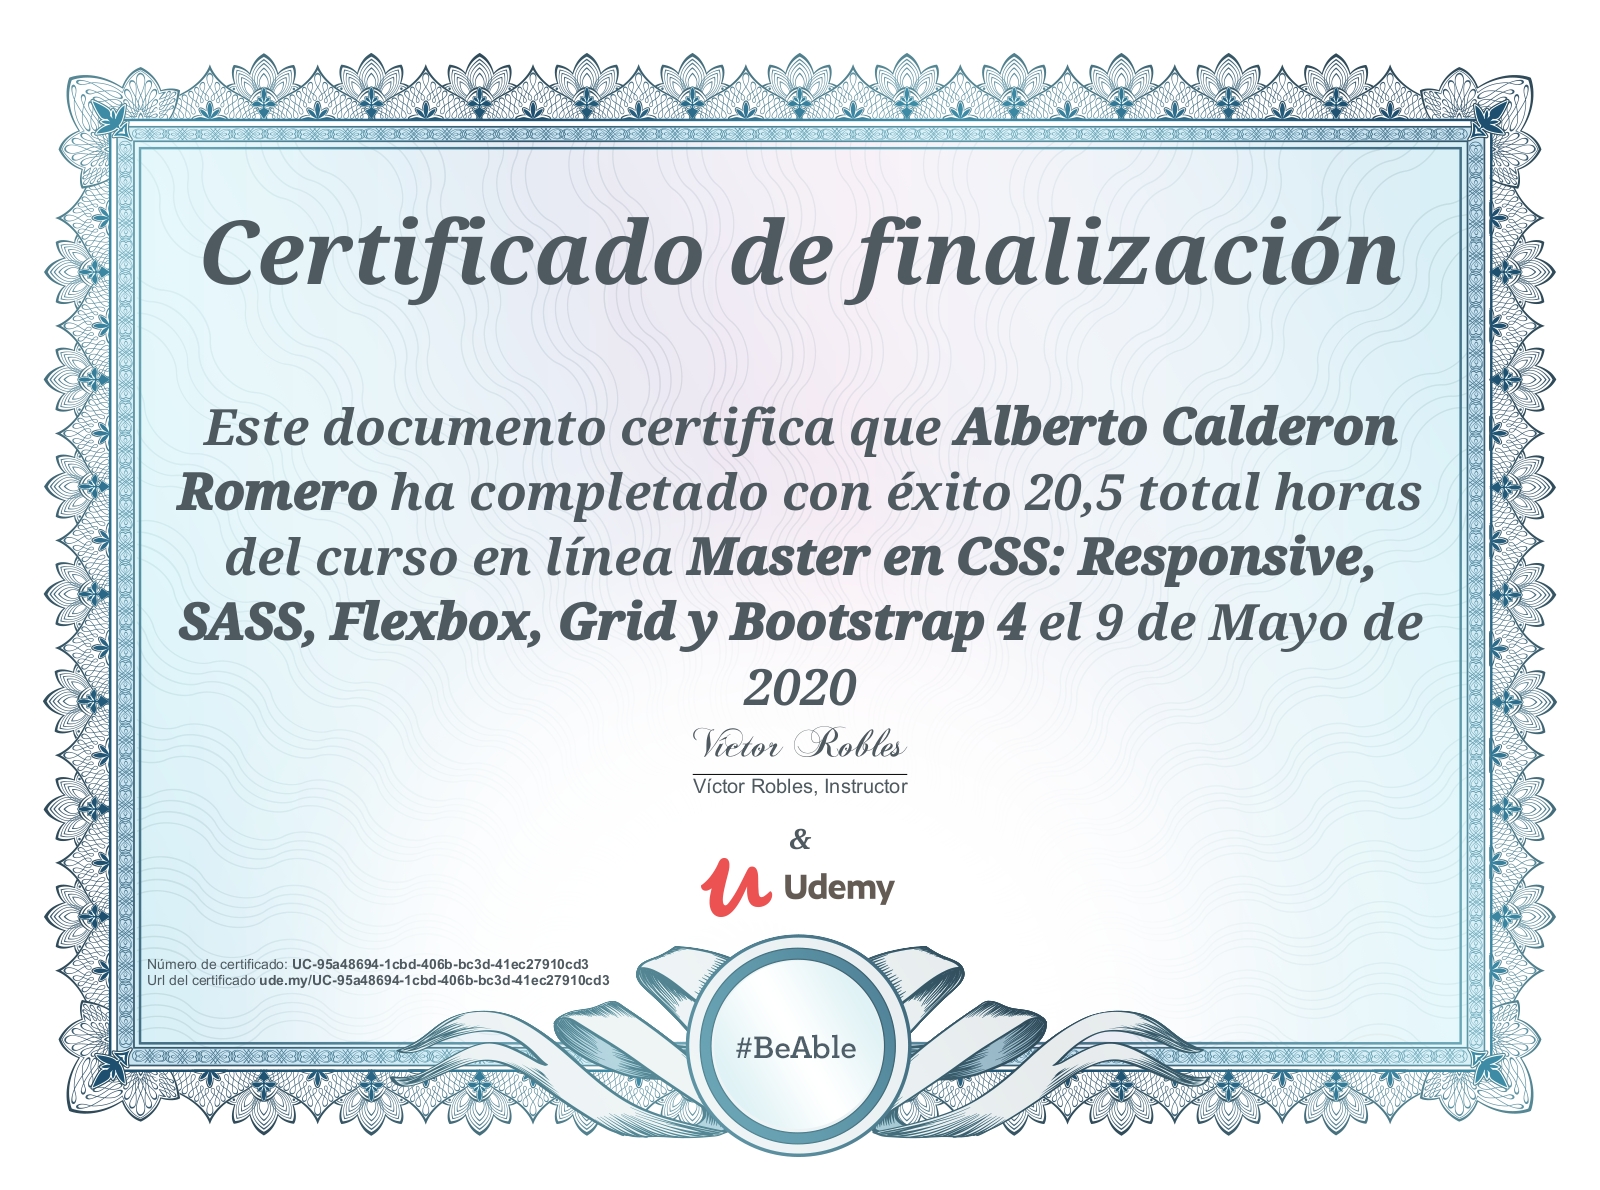 Certificado de finalización
Este documento certifica que Alberto Calderon
Romero ha completado con éxito 20,5 total horas
del curso en línea Master en CSS: Responsive,
SASS, Flexbox, Grid y Bootstrap 4 el 9 de Mayo de
2020
Víctor Robles
Víctor Robles, Instructor
&
Udemy
Número de certificado: UC-95a48694-1cbd-406b-bc3d-41ec27910cd3
Url del certificado ude.my/UC-95a48694-1cbd-406b-bc3d-41ec27910cd3
#BeAble